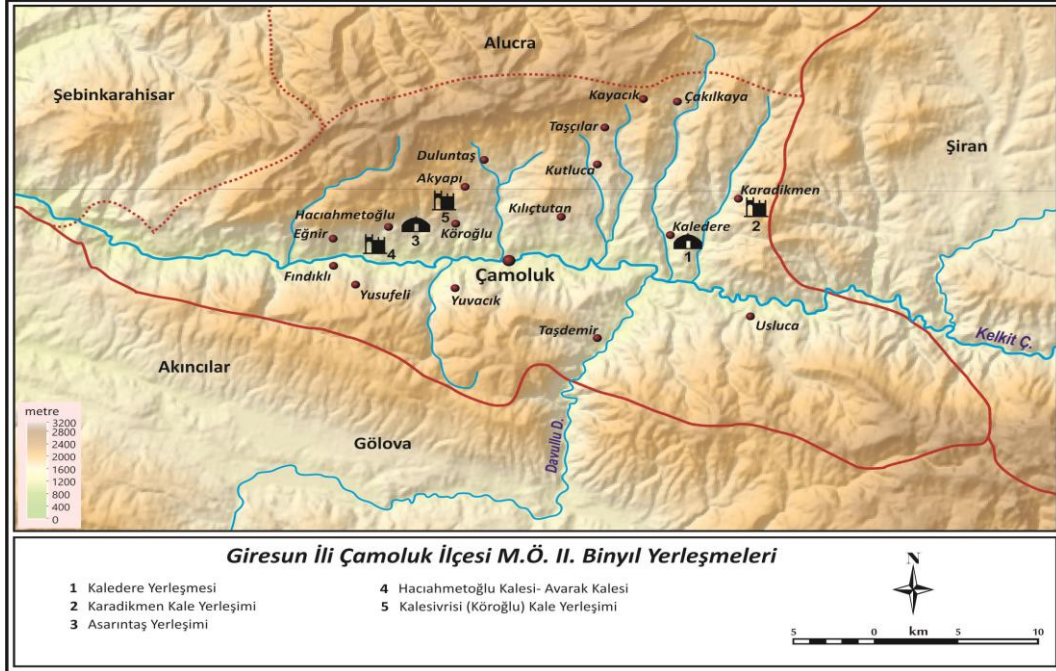 Alucra
Şebinkarahisar
Kayacık
Çakılkaya
Taşçılar
Şiran
Duluntaş
Kutluca
Akyapı
Karadikmen
5
2
Hacıahmetoğlu
Kılıçtutan
3
Köroğlu
Kaledere
Eğnir
4
1
Fındıklı
Çamoluk
Yusufeli
Yuvacık
Usluca
Taşdemir
Kelkit Ç.
Akıncılar
metre
3200
2800
2400
2000
1600
1200
800
400
0
Gölova
Davullu D.
Giresun İli Çamoluk İlçesi M.Ö. II. Binyıl Yerleşmeleri
1 Kaledere Yerleşmesi
2 Karadikmen Kale Yerleşimi
3 Asarıntaş Yerleşimi
4 Hacıahmetoğlu Kalesi- Avarak Kalesi
5 Kalesivrisi (Köroğlu) Kale Yerleşimi
N
km
5 0 5 10